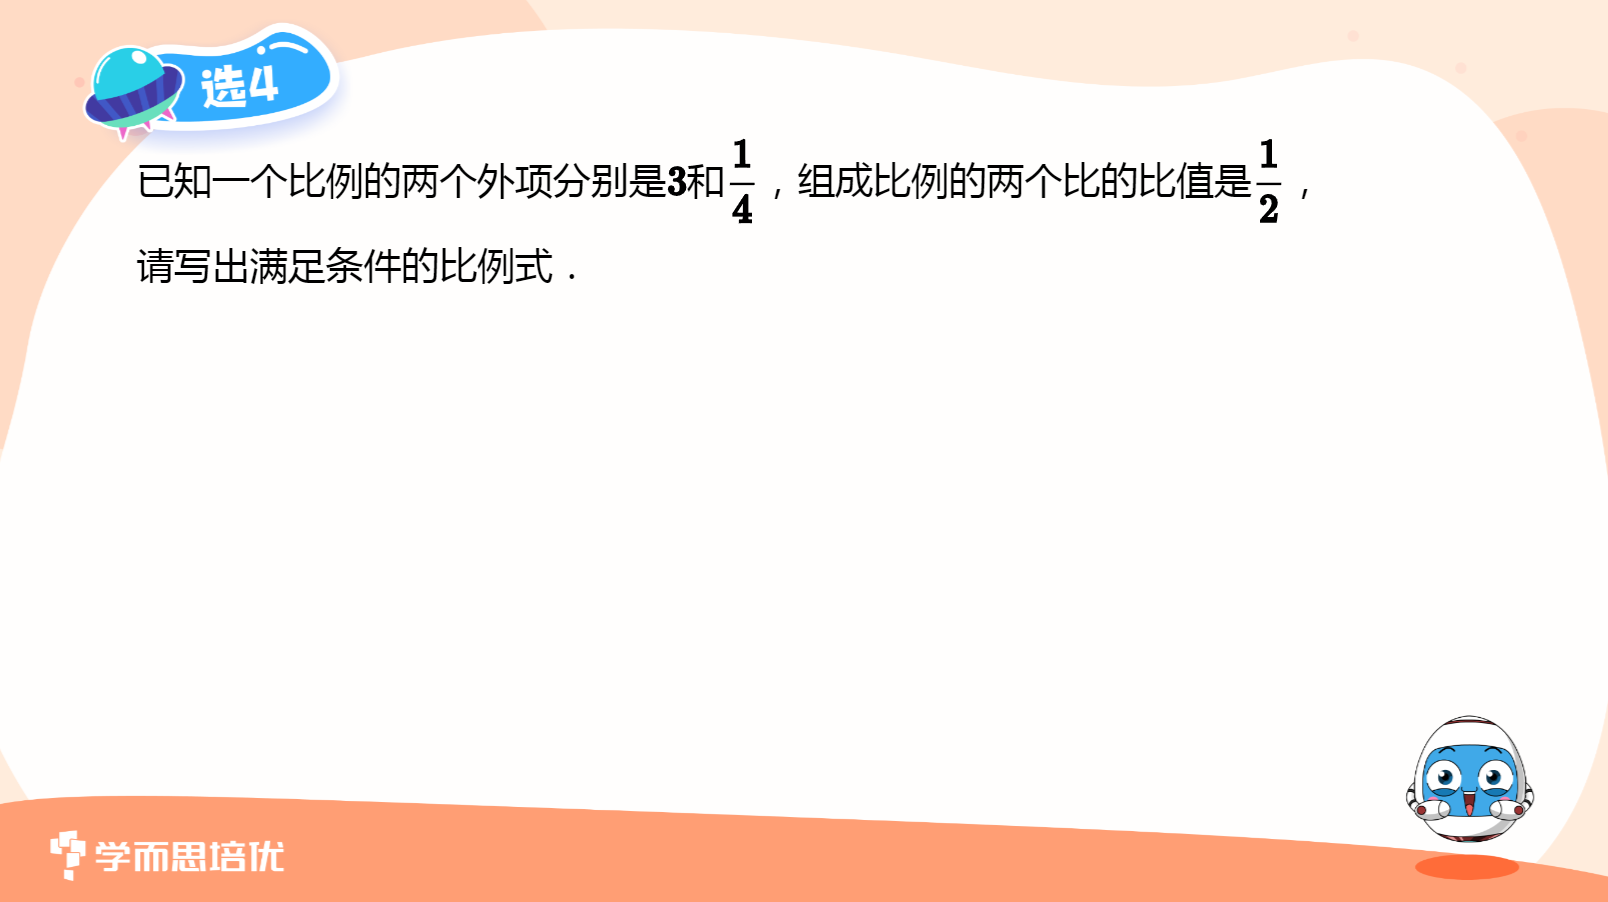 选4
已知一个比例的两个外项分别是3和1/4，组成比例的两个比的比值是1/2，
请写出满足条件的比例式．
学而思培优